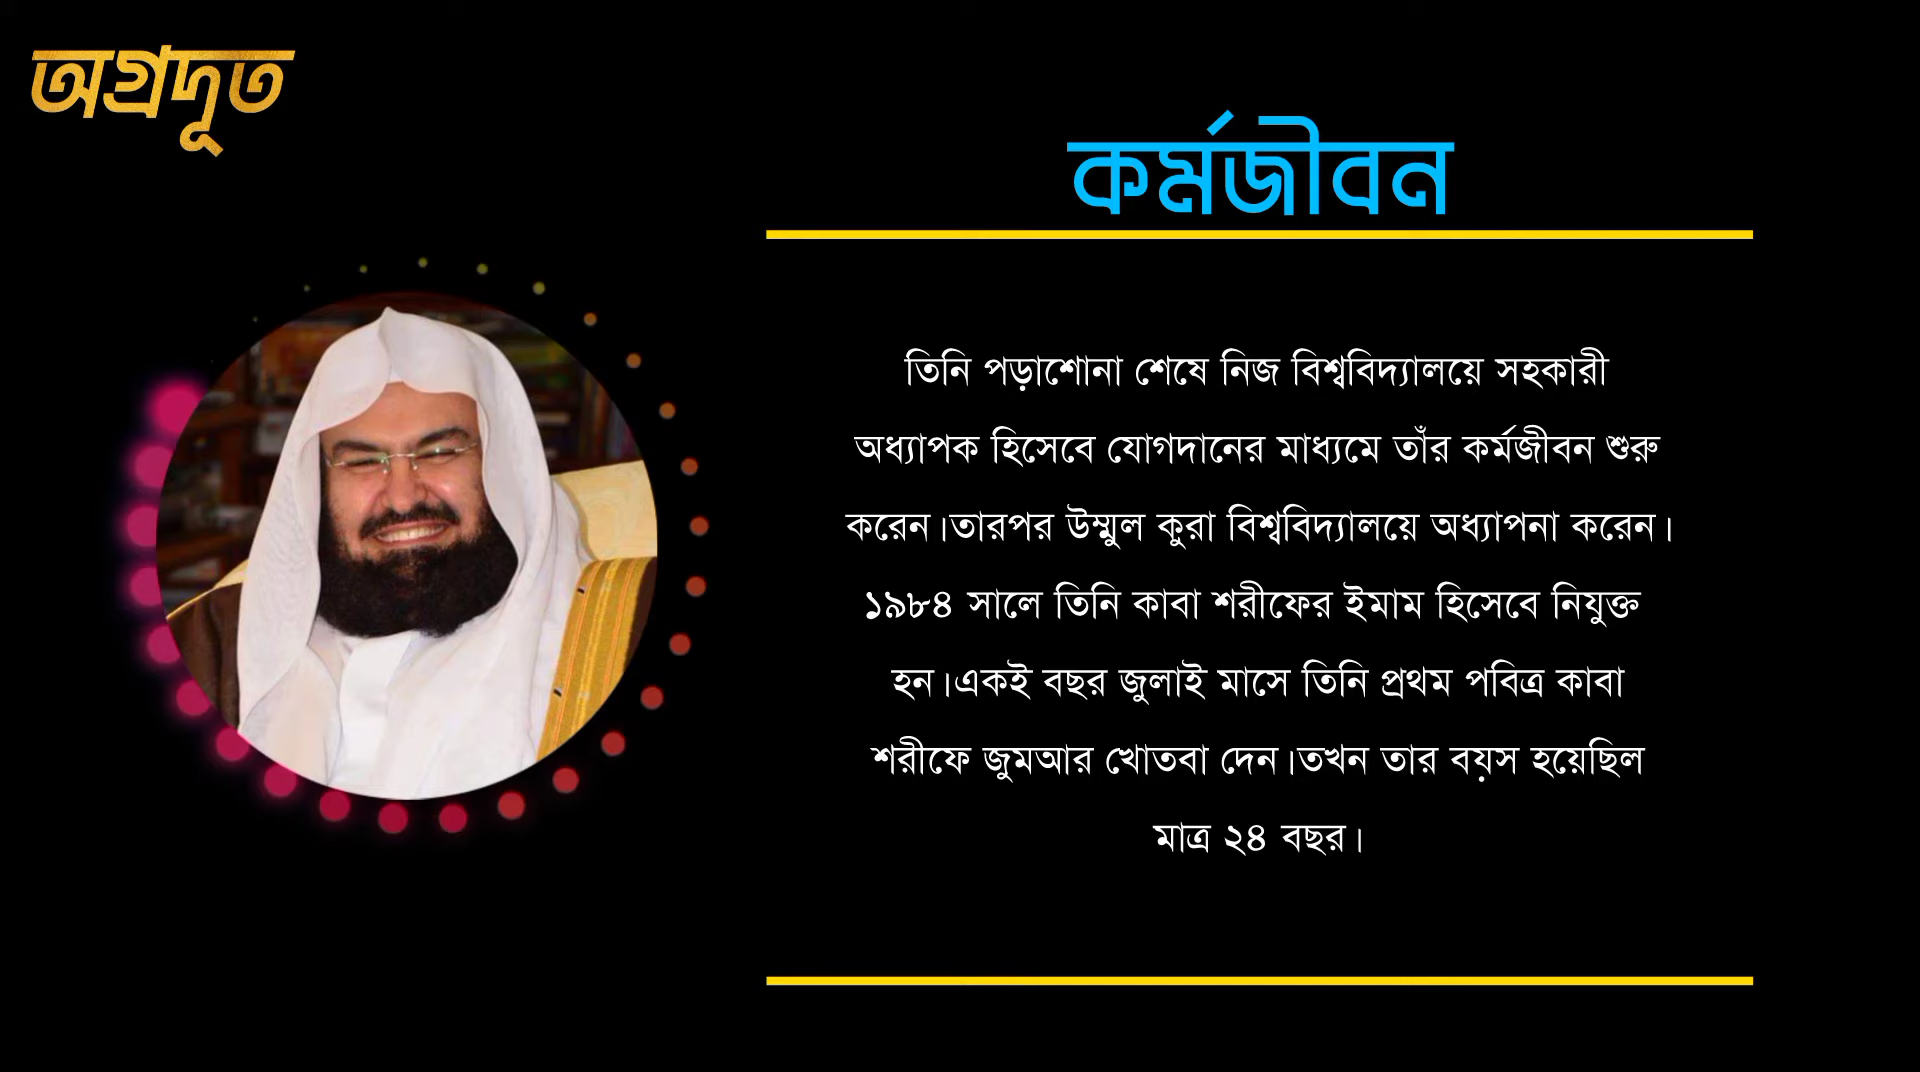 অগ্রদূত
কর্মজীবন
তিনি পড়াশোনা শেষে নিজ বিশ্ববিদ্যালয়ে সহকারী
অধ্যাপক হিসেবে যোগদানের মাধ্যমে তাঁর কর্মজীবন শুরু
করেন।তারপর উম্মুল কুরা বিশ্ববিদ্যালয়ে অধ্যাপনা করেন।
১৯৮৪ সালে তিনি কাবা শরীফের ইমাম হিসেবে নিযুক্ত
হন।একই বছর জুলাই মাসে তিনি প্রথম পবিত্র কাবা
শরীফে জুমআর খোতবা দেন।তখন তার বয়স হয়েছিল
মাত্র ২৪ বছর।